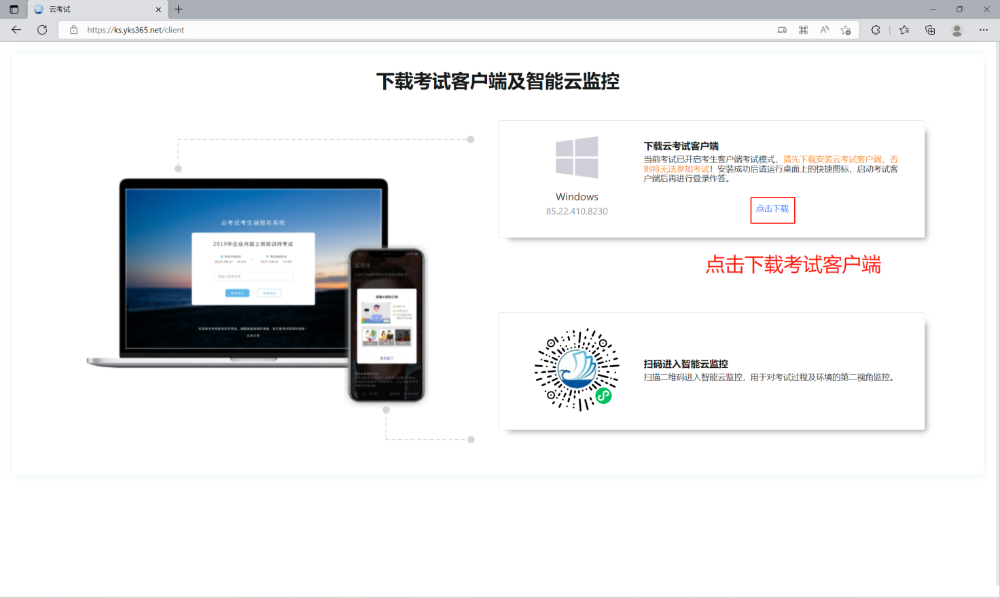 云考试
https://ks.yks365.net/client
下载考试客户端及智能云监控
Windows
85.22.410.8230
下载云考试客户端
当前考试已开启考生客户端考试模式，请先下载安装云考试客户端，否
则将无法参加考试！安装成功后请运行桌面上的快捷图标，启动考试客
户端后再进行登录作答。
点击下载
点击下载考试客户端
云考试考生端报名系统
2019年企业内部上岗培训师考试
监控中
扫码进入智能云监控
扫描二维码进入智能云监控，用于对考试过程及环境的第二视角监控。